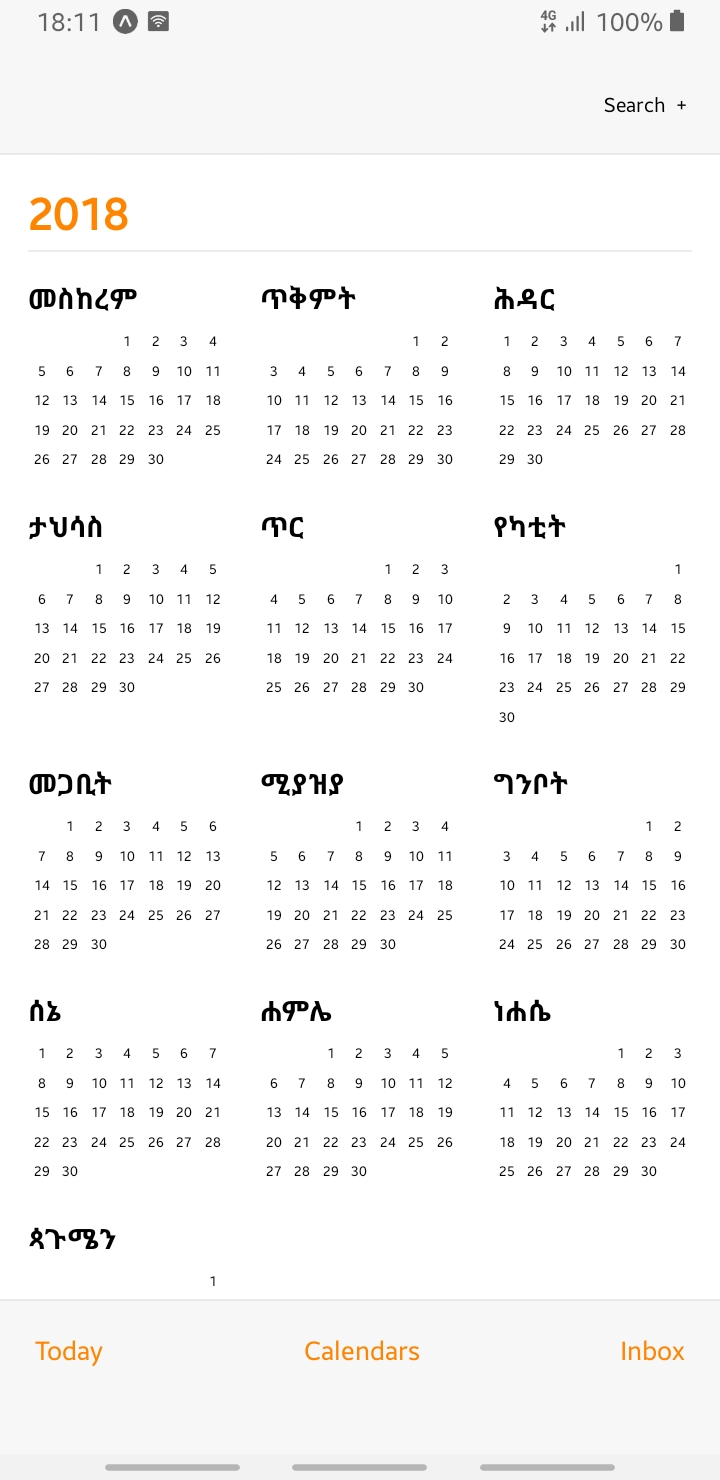 18:11 4G 100%
Search +
2018
መስከረም ጥቅምት ሕዳር
1 2 3 4 1 2 1 2 3 4 5 6 7
5 6 7 8 9 10 11 3 4 5 6 7 8 9 8 9 10 11 12 13 14
12 13 14 15 16 17 18 10 11 12 13 14 15 16 15 16 17 18 19 20 21
19 20 21 22 23 24 25 17 18 19 20 21 22 23 22 23 24 25 26 27 28
26 27 28 29 30 24 25 26 27 28 29 30 29 30
ታህሳስ ጥር የካቲት
1 2 3 4 5 1 2 3 1
6 7 8 9 10 11 12 4 5 6 7 8 9 10 2 3 4 5 6 7 8
13 14 15 16 17 18 19 11 12 13 14 15 16 17 9 10 11 12 13 14 15
20 21 22 23 24 25 26 18 19 20 21 22 23 24 16 17 18 19 20 21 22
27 28 29 30 25 26 27 28 29 30 23 24 25 26 27 28 29
30
መጋቢት ሚያዝያ ግንቦት
1 2 3 4 5 6 1 2 3 4 1 2
7 8 9 10 11 12 13 5 6 7 8 9 10 11 3 4 5 6 7 8 9
14 15 16 17 18 19 20 12 13 14 15 16 17 18 10 11 12 13 14 15 16
21 22 23 24 25 26 27 19 20 21 22 23 24 25 17 18 19 20 21 22 23
28 29 30 26 27 28 29 30 24 25 26 27 28 29 30
ሰኔ ሐምሌ ነሐሴ
1 2 3 4 5 6 7 1 2 3 4 5 1 2 3
8 9 10 11 12 13 14 6 7 8 9 10 11 12 4 5 6 7 8 9 10
15 16 17 18 19 20 21 13 14 15 16 17 18 19 11 12 13 14 15 16 17
22 23 24 25 26 27 28 20 21 22 23 24 25 26 18 19 20 21 22 23 24
29 30 27 28 29 30 25 26 27 28 29 30
ጳጉሜን
1
Today Calendars Inbox